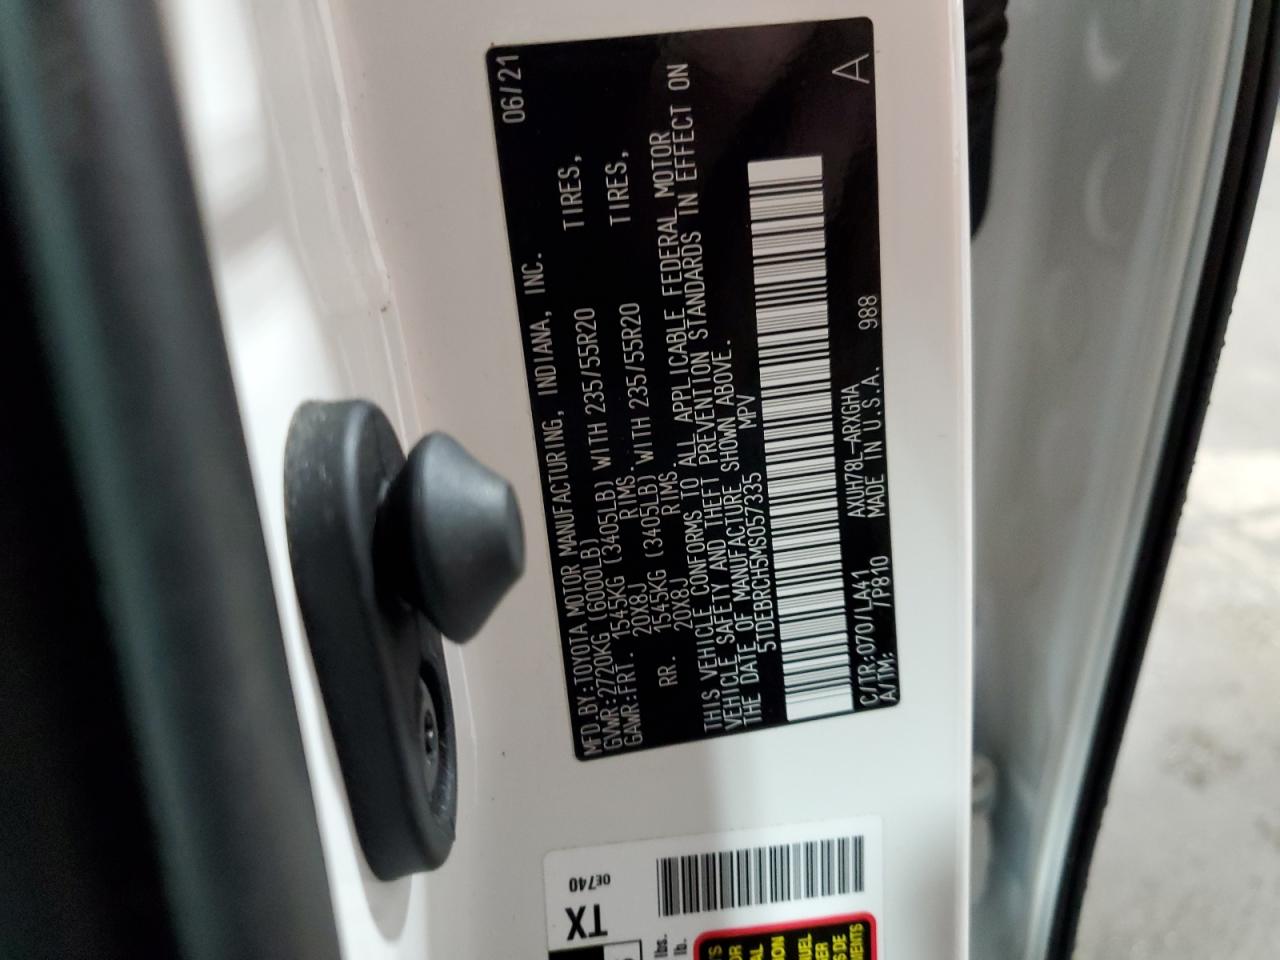 06/21
MFD.BY:TOYOTA MOTOR MANUFACTURING, INDIANA, INC.
GVWR:2720KG (6000LB)
GAWR:FRT. 1545KG (3405LB) WITH 235/55R20 TIRES,
20X8J RIMS.
RR. 1545KG (3405LB) WITH 235/55R20 TIRES,
20X8J RIMS.
THIS VEHICLE CONFORMS TO ALL APPLICABLE FEDERAL MOTOR
VEHICLE SAFETY AND THEFT PREVENTION STANDARDS IN EFFECT ON
THE DATE OF MANUFACTURE SHOWN ABOVE.
5TDEBRCH5MS057335 MPV
C/TR:070/LA41 AXUH78L-ARXGHA
A/TM: /P810 MADE IN U.S.A. 988
A
TX
0E740
lbs.
lb.